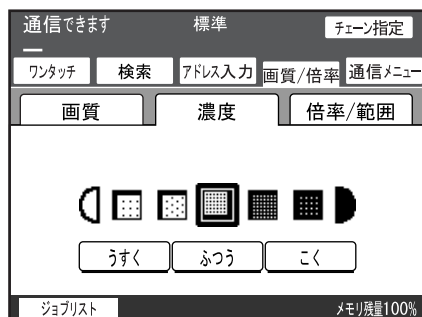 通信できます 標準 チェーン指定
ワンタッチ 検索 アドレス入力 画質/倍率 通信メニュー
画質 濃度 倍率/範囲
うすく ふつう こく
ジョブリスト メモリ残量100%